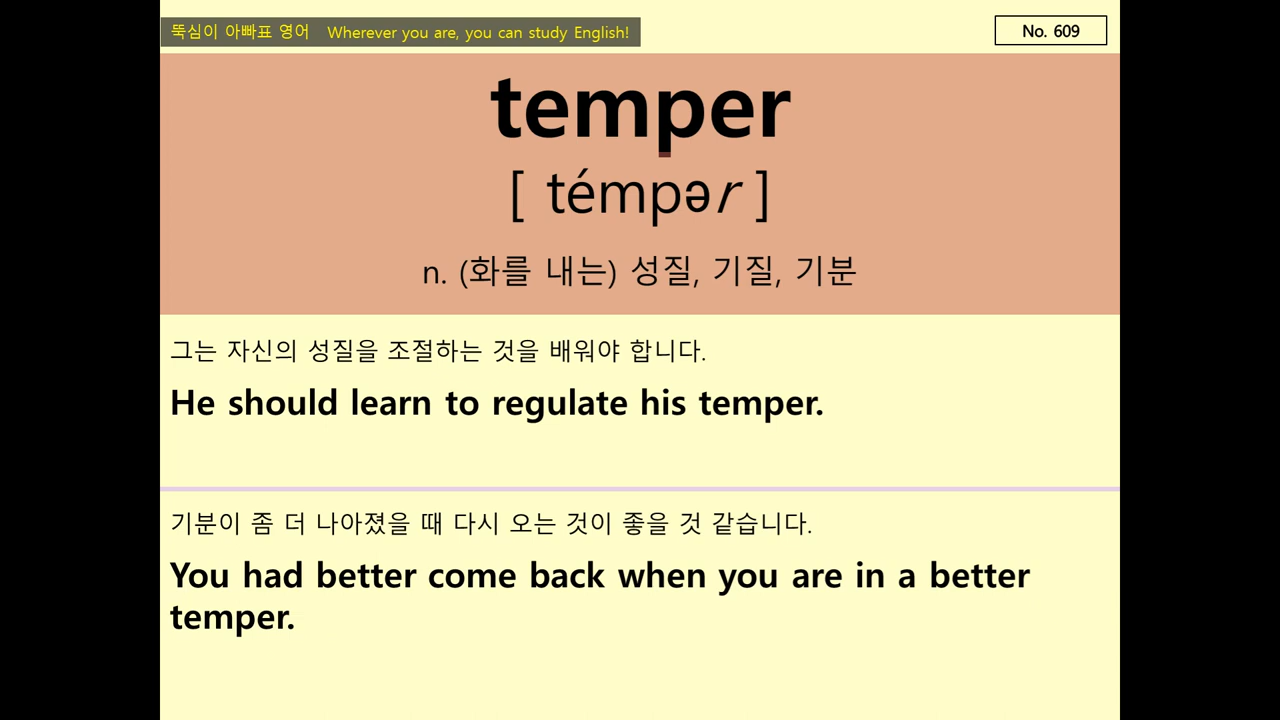 뚝심이 아빠표 영어 Wherever you are, you can study English!
No. 609
temper
[ témpər ]
n. (화를 내는) 성질, 기질, 기분
그는 자신의 성질을 조절하는 것을 배워야 합니다.
He should learn to regulate his temper.
기분이 좀 더 나아졌을 때 다시 오는 것이 좋을 것 같습니다.
You had better come back when you are in a better
temper.